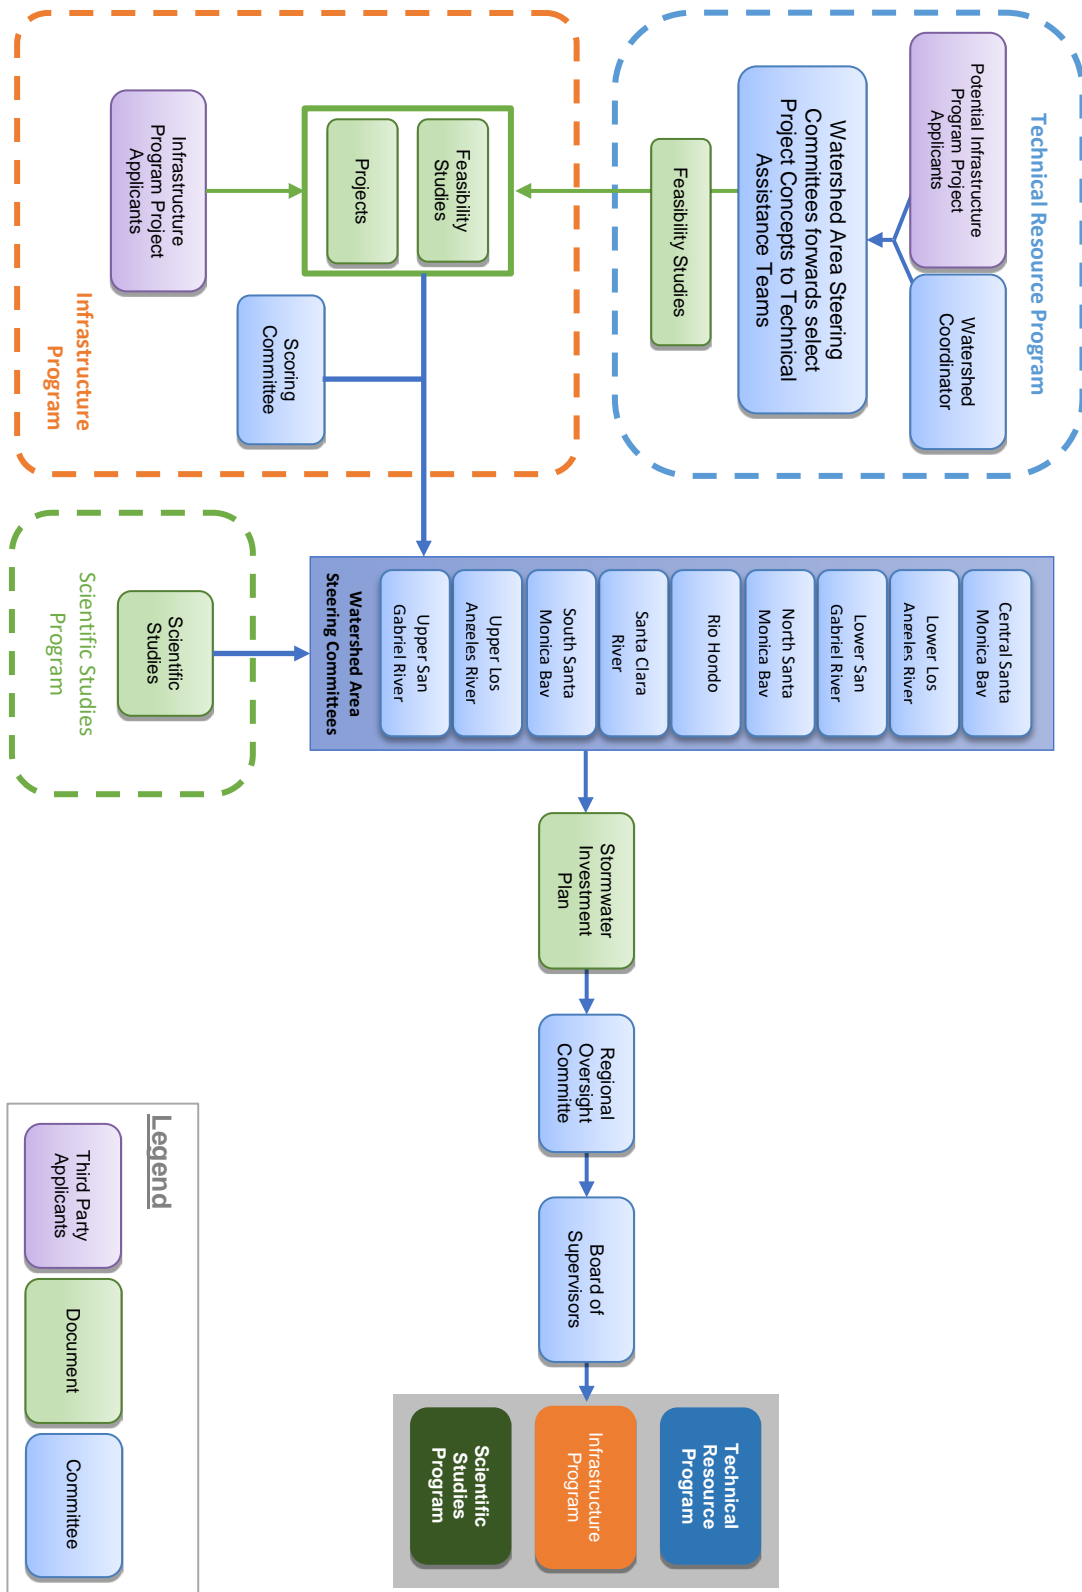 Technical Resource Program
Potential Infrastructure
Program Project
Applicants
Watershed
Coordinator
Watershed Area Steering
Committees forwards select
Project Concepts to Technical
Assistance Teams
Feasibility Studies
Feasibility
Studies
Projects
Infrastructure
Program Project
Applicants
Scoring
Committee
Infrastructure
Program
Scientific
Studies
Scientific Studies
Program
Central Santa
Monica Bay
Lower Los
Angeles River
Lower San
Gabriel River
North Santa
Monica Bay
Rio Hondo
Santa Clara
River
South Santa
Monica Bay
Upper Los
Angeles River
Upper San
Gabriel River
Watershed Area
Steering Committees
Stormwater
Investment
Plan
Regional
Oversight
Committe
Board of
Supervisors
Technical
Resource
Program
Infrastructure
Program
Scientific
Studies
Program
Legend
Third Party
Applicants
Document
Committee